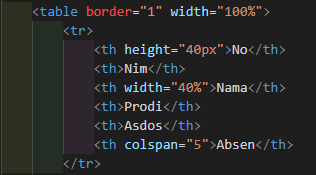 <table border="1" width="100%">
<tr>
<th height="40px">No</th>
<th>Nim</th>
<th width="40%">Nama</th>
<th>Prodi</th>
<th>Asdos</th>
<th colspan="5">Absen</th>
</tr>